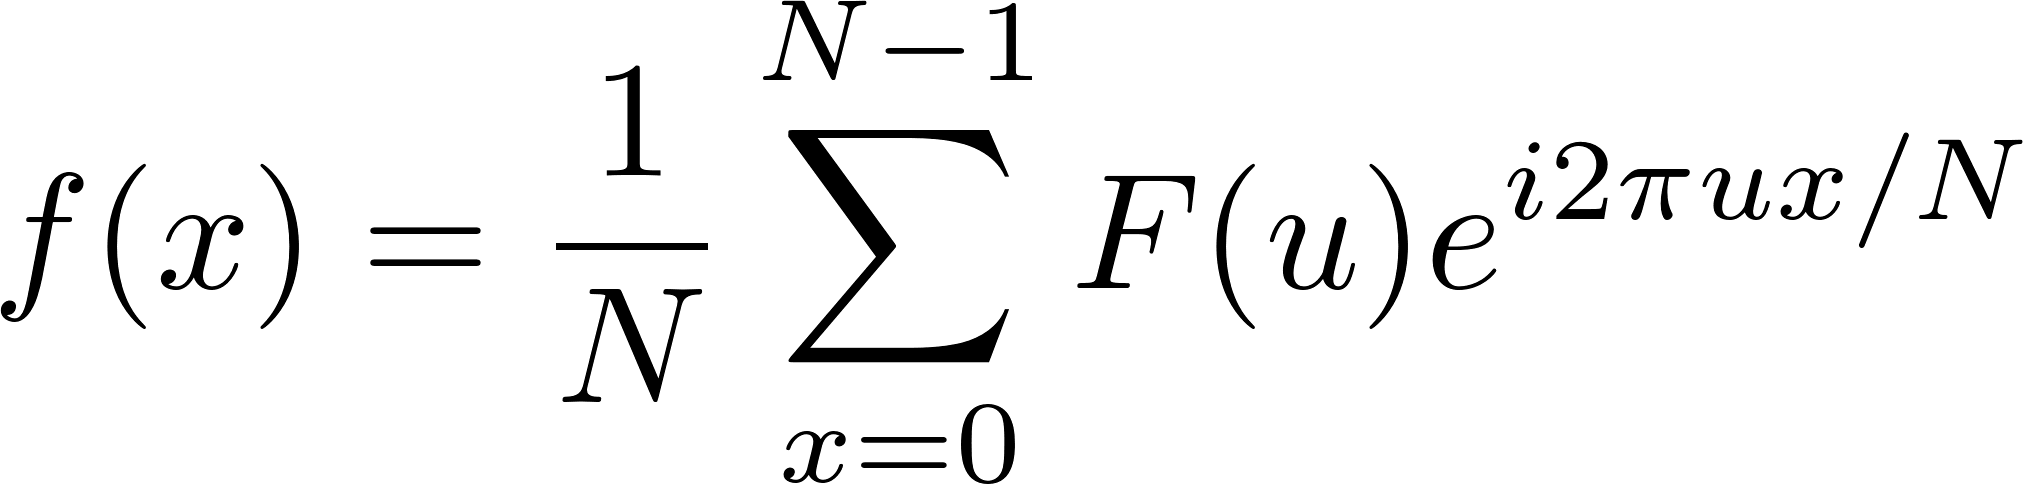 f(x) = \frac{1}{N} \sum_{x=0}^{N-1} F(u)e^{i2\pi ux/N}